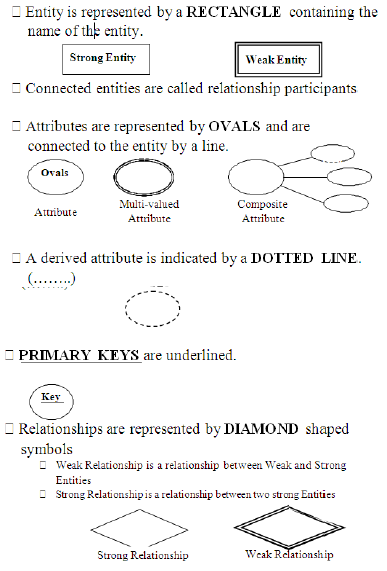 Entity is represented by a RECTANGLE containing the
name of the entity.
Strong Entity
Weak Entity
Connected entities are called relationship participants
Attributes are represented by OVALS and are
connected to the entity by a line.
Ovals
Attribute
Multi-valued
Attribute
Composite
Attribute
A derived attribute is indicated by a DOTTED LINE.
(........)
PRIMARY KEYS are underlined.
Key
Relationships are represented by DIAMOND shaped
symbols
Weak Relationship is a relationship between Weak and Strong
Entities
Strong Relationship is a relationship between two strong Entities
Strong Relationship
Weak Relationship